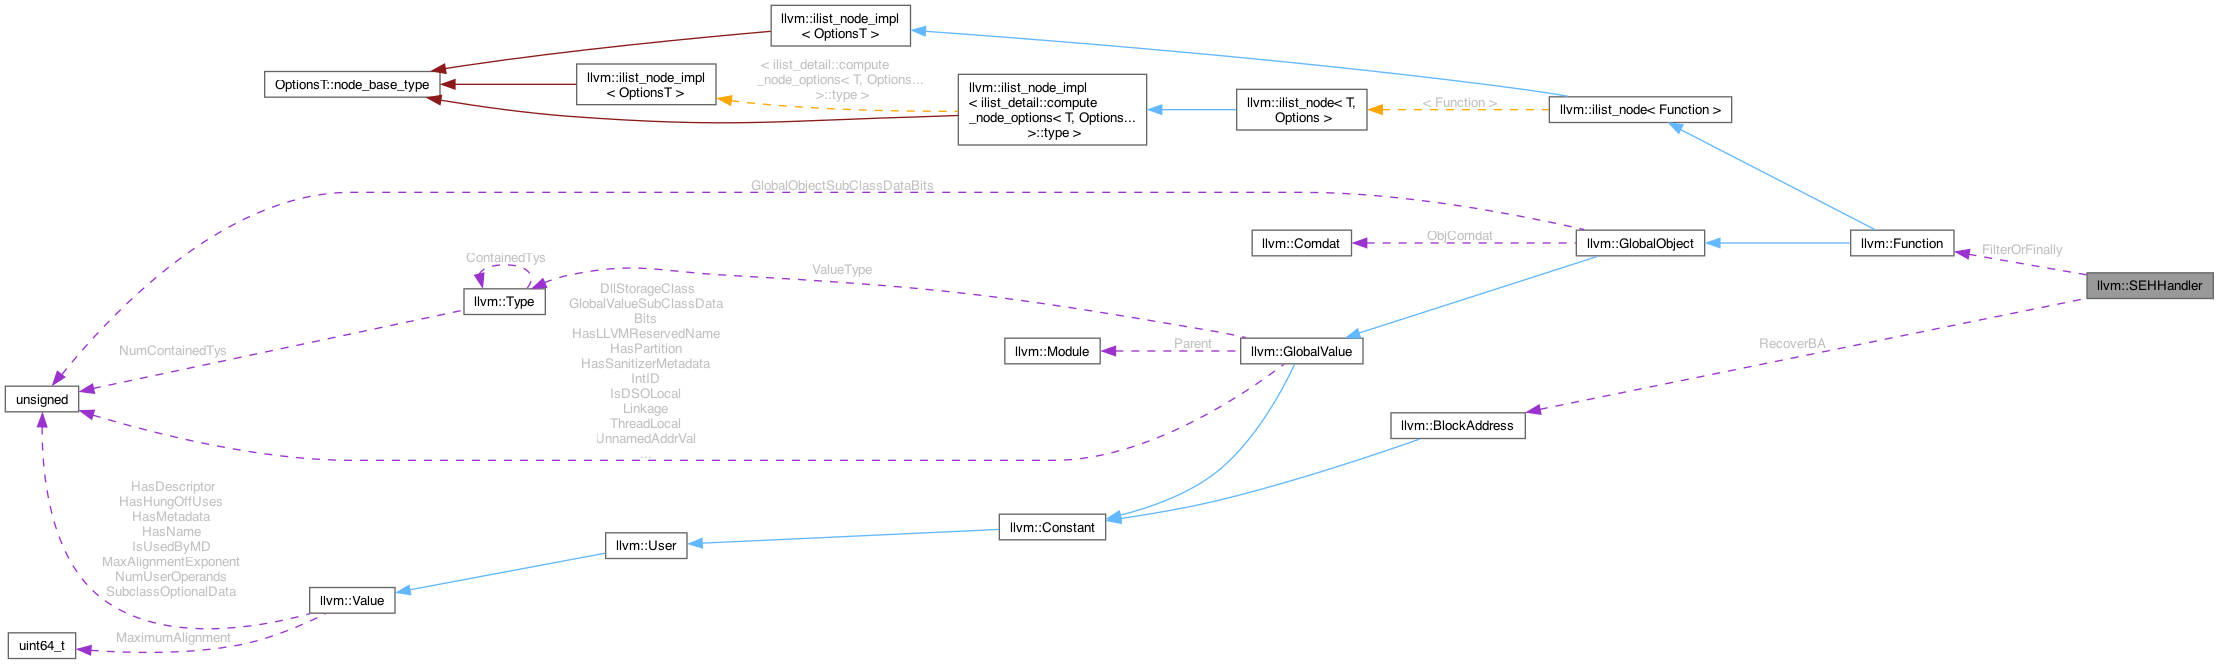 llvm::ilist_node_impl
< OptionsT >
OptionsT::node_base_type
llvm::ilist_node_impl
< OptionsT >
< ilist_detail::compute
_node_options< T, Options...
>::type >
llvm::ilist_node_impl
< ilist_detail::compute
_node_options< T, Options...
>::type >
llvm::ilist_node< T,
Options >
< Function >
llvm::ilist_node< Function >
GlobalObjectSubClassDataBits
llvm::Comdat
ObjComdat
llvm::GlobalObject
llvm::Function
FilterOrFinally
llvm::SEHHandler
ContainedTys
llvm::Type
ValueType
DllStorageClass
GlobalValueSubClassData
Bits
HasLLVMReservedName
HasPartition
HasSanitizerMetadata
IntID
IsDSOLocal
Linkage
ThreadLocal
UnnamedAddrVal
...
NumContainedTys
llvm::Module
Parent
llvm::GlobalValue
RecoverBA
unsigned
llvm::BlockAddress
HasDescriptor
HasHungOffUses
HasMetadata
HasName
IsUsedByMD
MaxAlignmentExponent
NumUserOperands
SubclassOptionalData
llvm::User
llvm::Constant
llvm::Value
uint64_t
MaximumAlignment